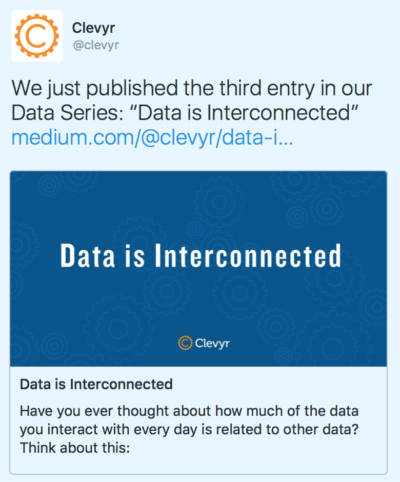 Clevyr
@clevyr
We just published the third entry in our
Data Series: “Data is Interconnected”
medium.com/@clevyr/data-i...
Data is Interconnected
Clevyr
Data is Interconnected
Have you ever thought about how much of the data
you interact with every day is related to other data?
Think about this: